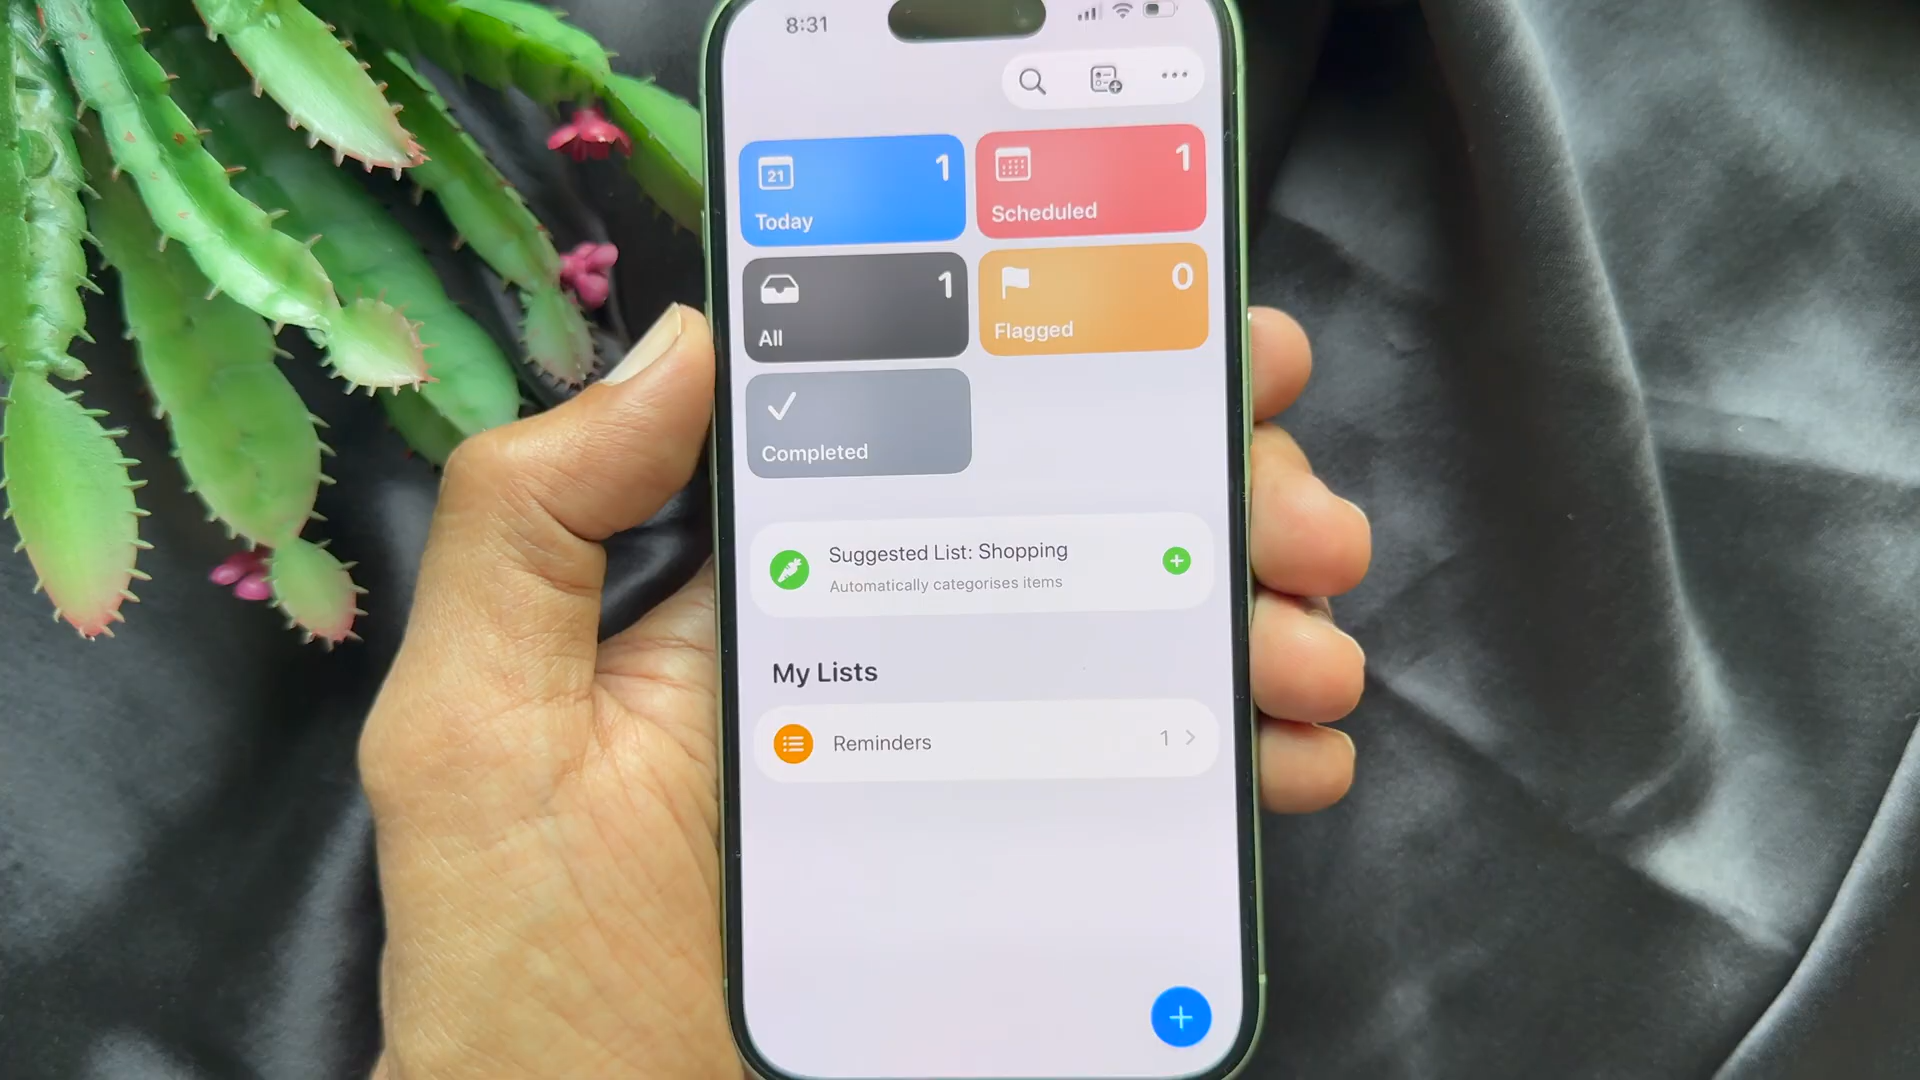 8:31
21
1
Today
1
Scheduled
1
All
0
Flagged
Completed
Suggested List: Shopping
Automatically categorises items
My Lists
Reminders
1